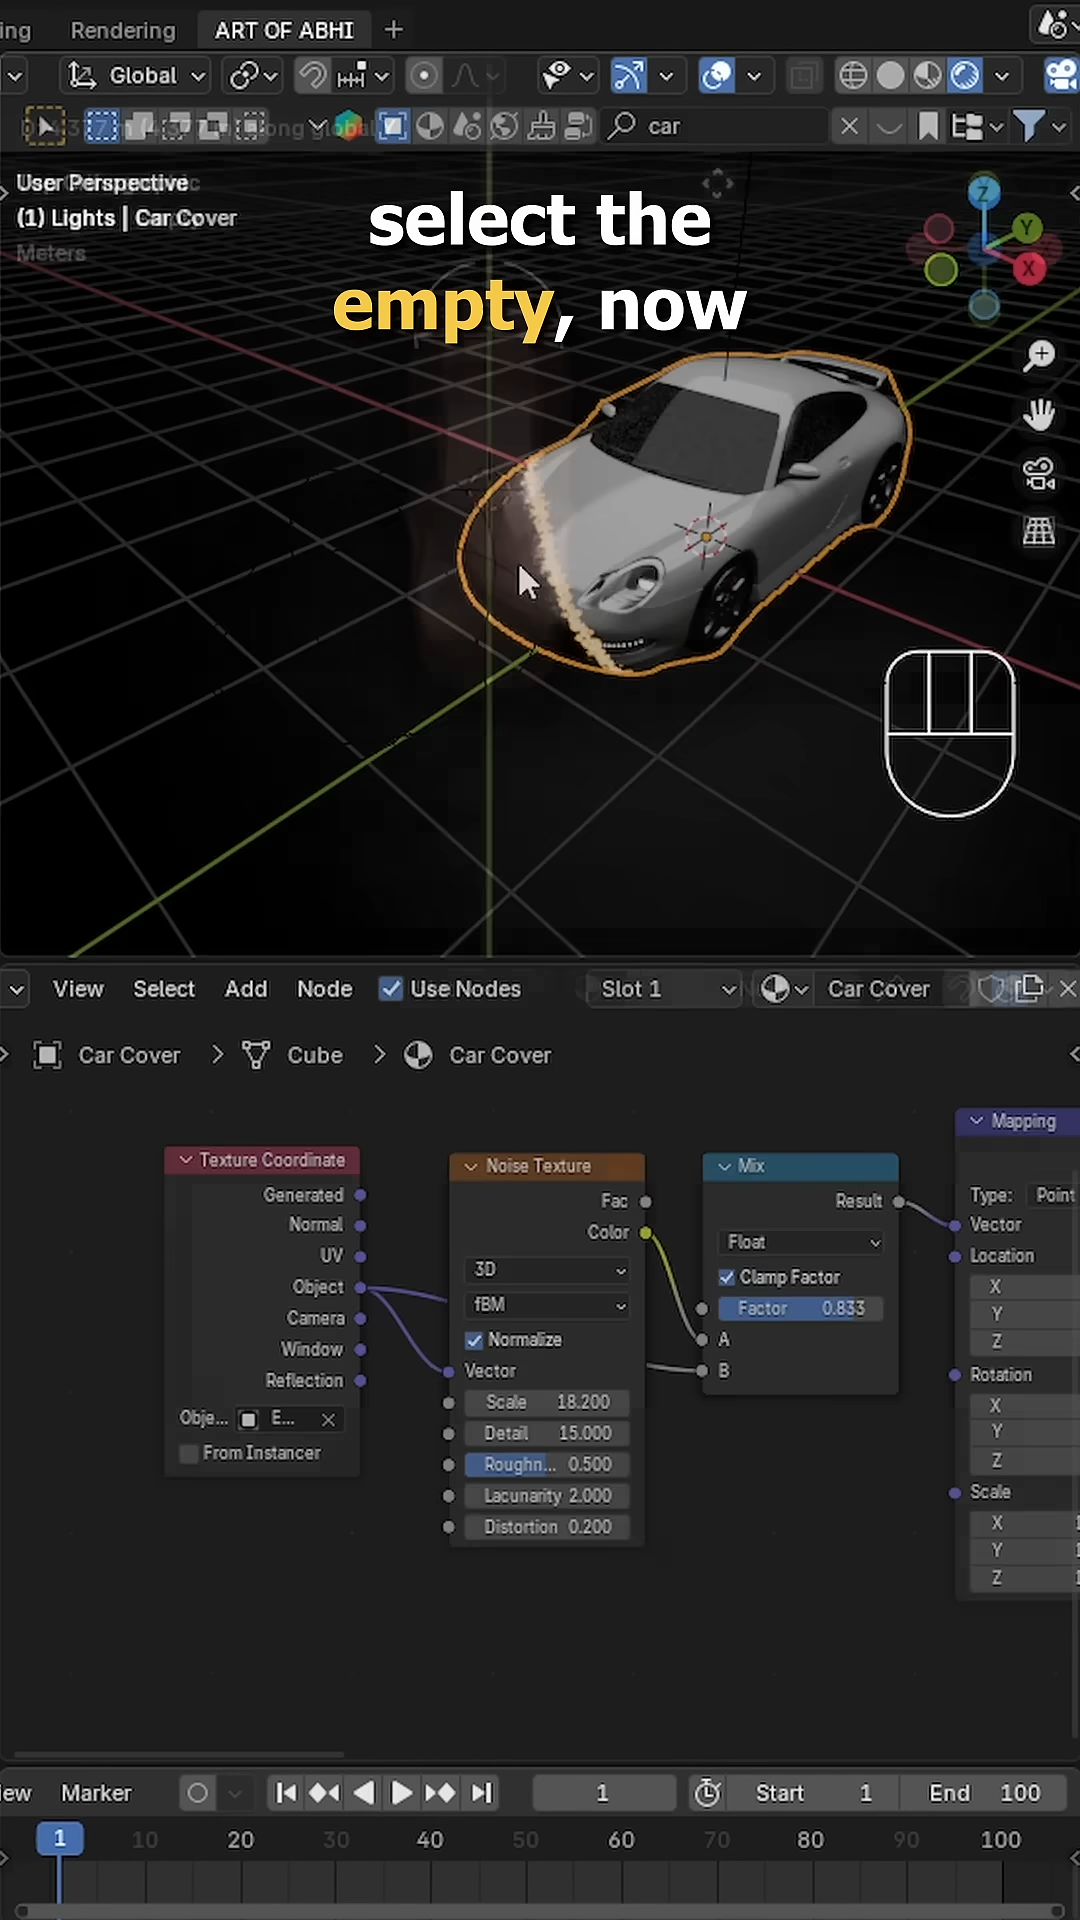 ing Rendering ART OF ABHI +
Global
car
User Perspective
(1) Lights | Car Cover
Meters
select the
empty, now
Z
Y
X
View Select Add Node Use Nodes Slot 1 Car Cover
Car Cover > Cube > Car Cover
Texture Coordinate
Generated
Normal
UV
Object
Camera
Window
Reflection
Obje... E...
From Instancer
Noise Texture
Fac
Color
3D
fBM
Normalize
Vector
Scale 18.200
Detail 15.000
Roughn... 0.500
Lacunarity 2.000
Distortion 0.200
Mix
Result
Float
Clamp Factor
Factor 0.833
A
B
Mapping
Type: Point
Vector
Location
X
Y
Z
Rotation
X
Y
Z
Scale
X
Y
Z
iew Marker 1 Start 1 End 100
1 10 20 30 40 50 60 70 80 90 100